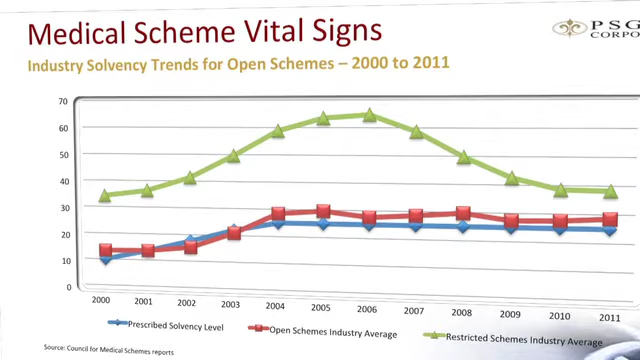 Medical Scheme Vital Signs
PSG
Industry Solvency Trends for Open Schemes – 2000 to 2011
70
60
50
40
30
20
10
0
2000 2001 2002 2003 2004 2005 2006 2007 2008 2009 2010 2011
Prescribed Solvency Level Open Schemes Industry Average Restricted Schemes Industry Average
Source: Council for Medical Schemes reports